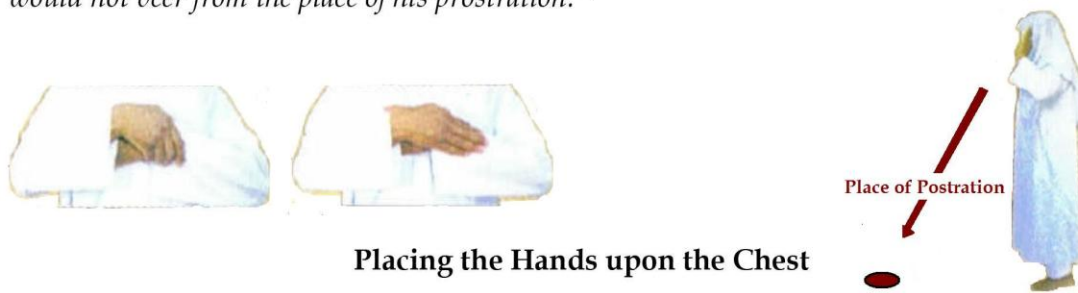 would not veer from the place of his prostration.
Place of Postration
Placing the Hands upon the Chest